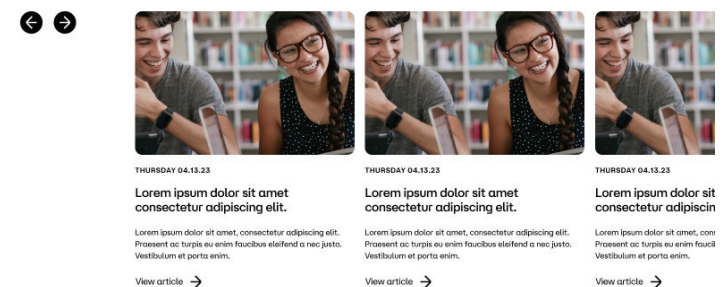 THURSDAY 04.13.23
Lorem ipsum dolor sit amet
consectetur adipiscing elit.
Lorem ipsum dolor sit amet, consectetur adipiscing elit.
Praesent ac turpis eu enim faucibus eleifend a nec justo.
Vestibulum et porta enim.
View article
THURSDAY 04.13.23
Lorem ipsum dolor sit amet
consectetur adipiscing elit.
Lorem ipsum dolor sit amet, consectetur adipiscing elit.
Praesent ac turpis eu enim faucibus eleifend a nec justo.
Vestibulum et porta enim.
View article
THURSDAY 04.13.23
Lorem ipsum dolor sit
consectetur
Lorem ipsum dolor sit amet,
Praesent ac turpis eu enim
Vestibulum et porta enim.
View article